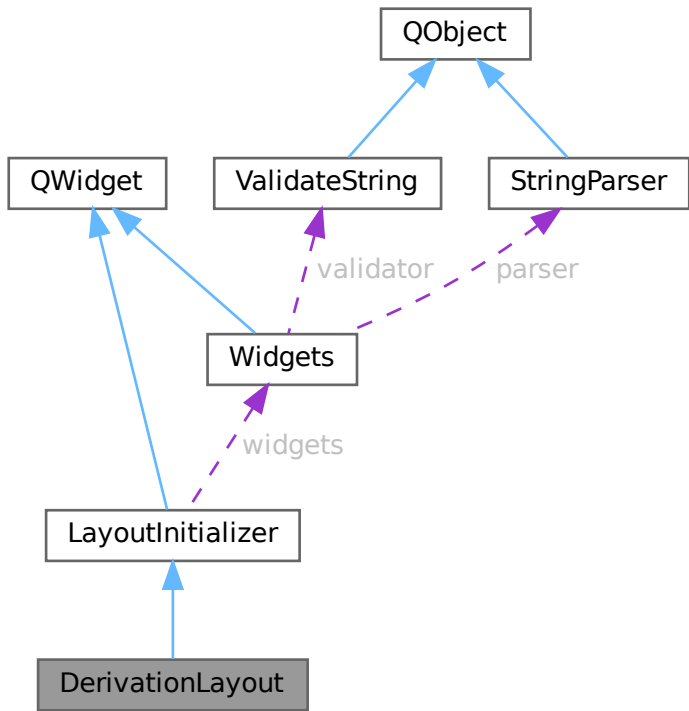 QObject
QWidget
ValidateString
StringParser
validator
parser
Widgets
widgets
LayoutInitializer
DerivationLayout